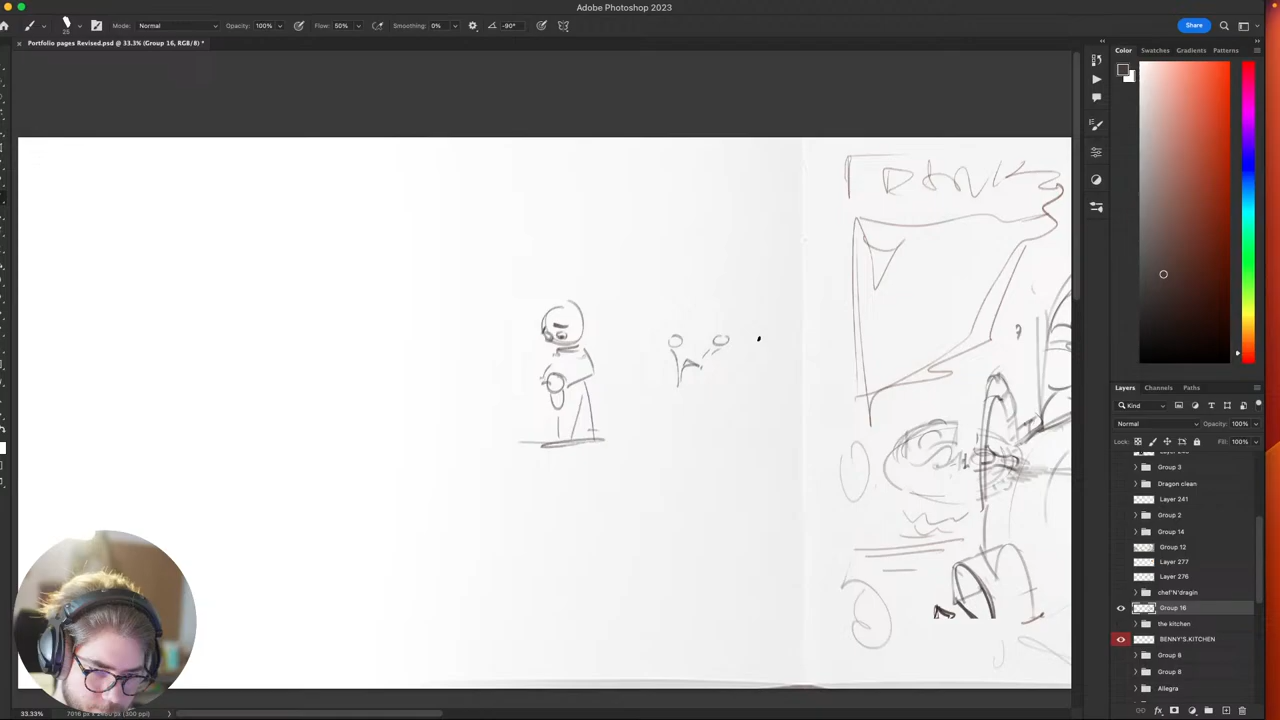 Adobe Photoshop 2023
25
Mode: Normal
Opacity: 100%
Flow: 50%
Smoothing: 0%
-90°
Share
Portfolio pages Revised.psd @ 33.3% (Group 16, RGB/8) *
Color
Swatches
Gradients
Patterns
Layers
Channels
Paths
Kind
Normal
Opacity: 100%
Lock:
Fill: 100%
Group 3
Dragon clean
Layer 241
Group 2
Group 14
Group 12
Layer 277
Layer 276
chef'N'dragin
Group 16
the kitchen
BENNY'S.KITCHEN
Group 8
Group 8
Allegra
33.33%